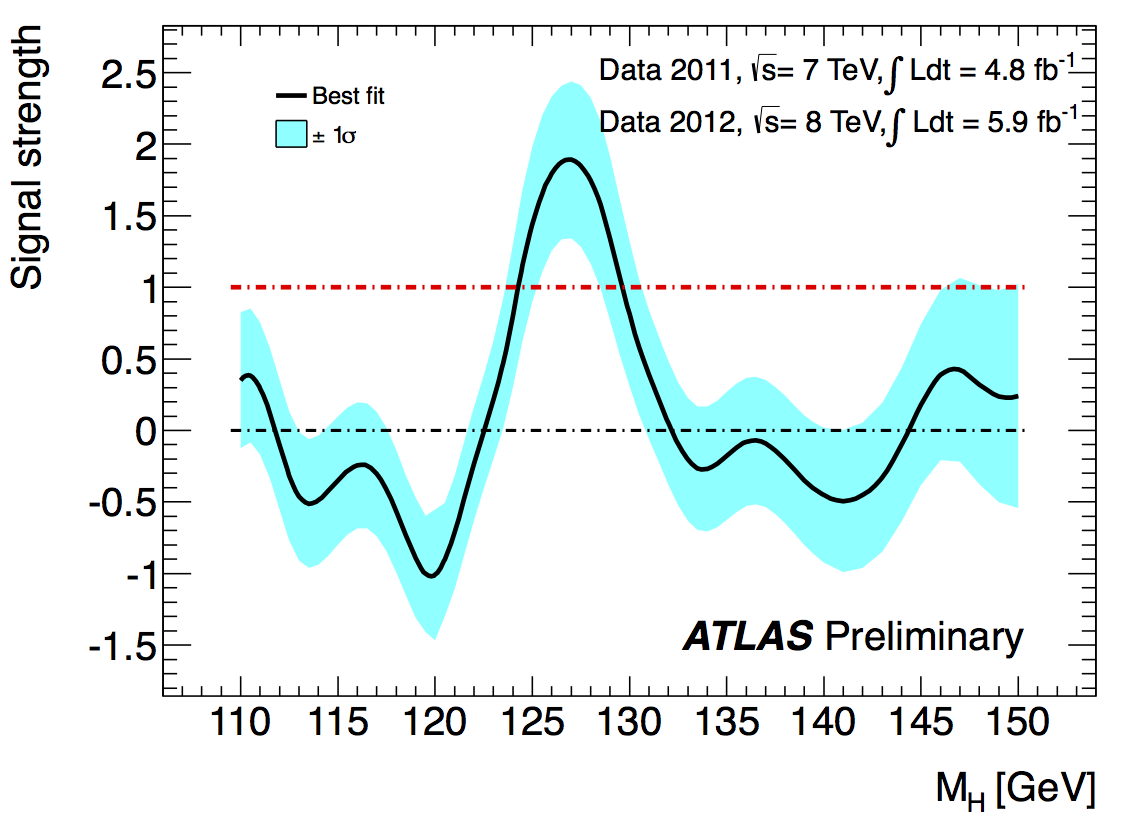 Signal strength
2.5
2
1.5
1
0.5
0
-0.5
-1
-1.5
Data 2011, √s= 7 TeV,∫ Ldt = 4.8 fb⁻¹
Data 2012, √s= 8 TeV,∫ Ldt = 5.9 fb⁻¹
Best fit
± 1σ
ATLAS Preliminary
110 115 120 125 130 135 140 145 150
M_H [GeV]